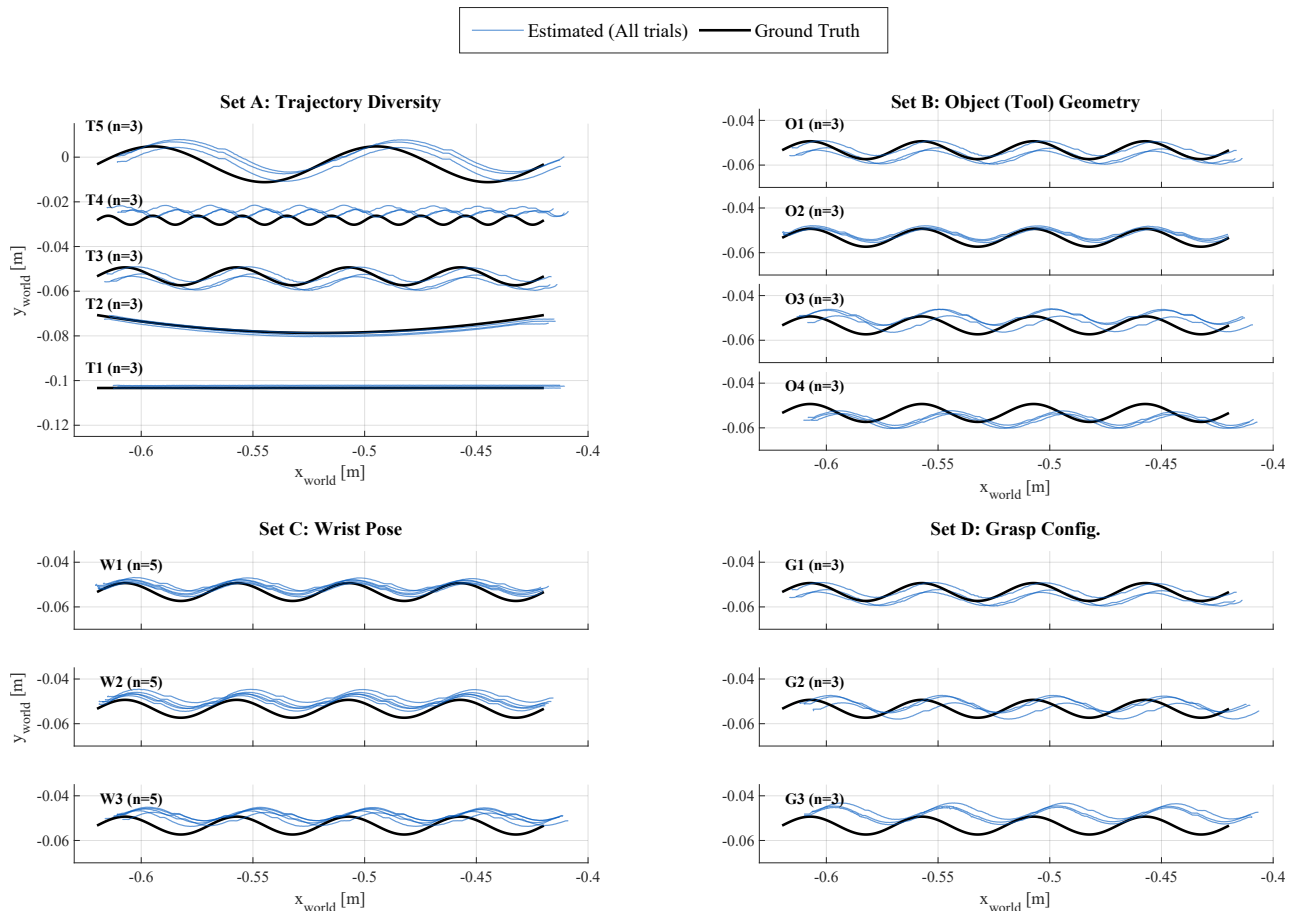 Estimated (All trials) Ground Truth
Set A: Trajectory Diversity
T5 (n=3)
0
T4 (n=3)
-0.02
-0.04
T3 (n=3)
-0.06
T2 (n=3)
-0.08
T1 (n=3)
-0.1
-0.12
y_world [m]
-0.6 -0.55 -0.5 -0.45 -0.4
x_world [m]
Set B: Object (Tool) Geometry
-0.04
O1 (n=3)
-0.06
-0.04
O2 (n=3)
-0.06
-0.04
O3 (n=3)
-0.06
-0.04
O4 (n=3)
-0.06
-0.6 -0.55 -0.5 -0.45 -0.4
x_world [m]
Set C: Wrist Pose
-0.04
W1 (n=5)
-0.06
-0.04
W2 (n=5)
-0.06
y_world [m]
-0.04
W3 (n=5)
-0.06
-0.6 -0.55 -0.5 -0.45 -0.4
x_world [m]
Set D: Grasp Config.
-0.04
G1 (n=3)
-0.06
-0.04
G2 (n=3)
-0.06
-0.04
G3 (n=3)
-0.06
-0.6 -0.55 -0.5 -0.45 -0.4
x_world [m]